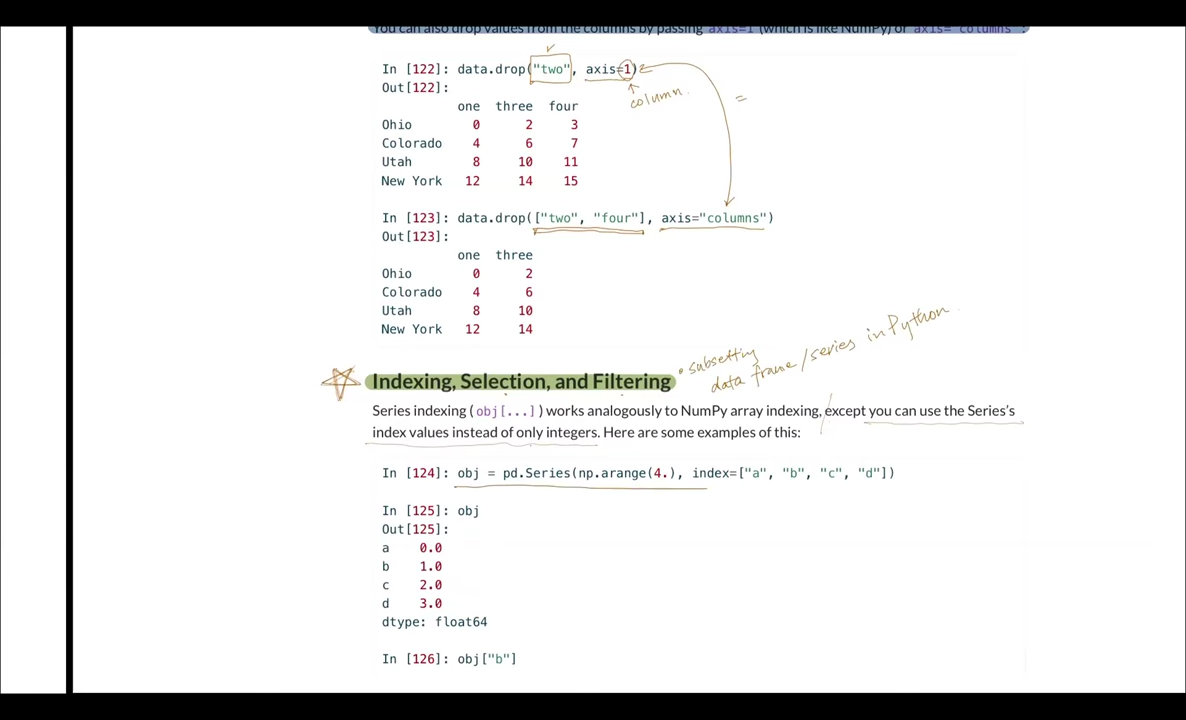 You can also drop values from the columns by passing axis=1 (which is like NumPy) or axis="columns":
In [122]: data.drop("two", axis=1)
column.
=
Out[122]:
one three four
Ohio 0 2 3
Colorado 4 6 7
Utah 8 10 11
New York 12 14 15
In [123]: data.drop(["two", "four"], axis="columns")
Out[123]:
one three
Ohio 0 2
Colorado 4 6
Utah 8 10
New York 12 14
Indexing, Selection, and Filtering
• subsetting
data frame/series in Python
Series indexing (obj[...]) works analogously to NumPy array indexing, except you can use the Series's
index values instead of only integers. Here are some examples of this:
In [124]: obj = pd.Series(np.arange(4.), index=["a", "b", "c", "d"])
In [125]: obj
Out[125]:
a 0.0
b 1.0
c 2.0
d 3.0
dtype: float64
In [126]: obj["b"]